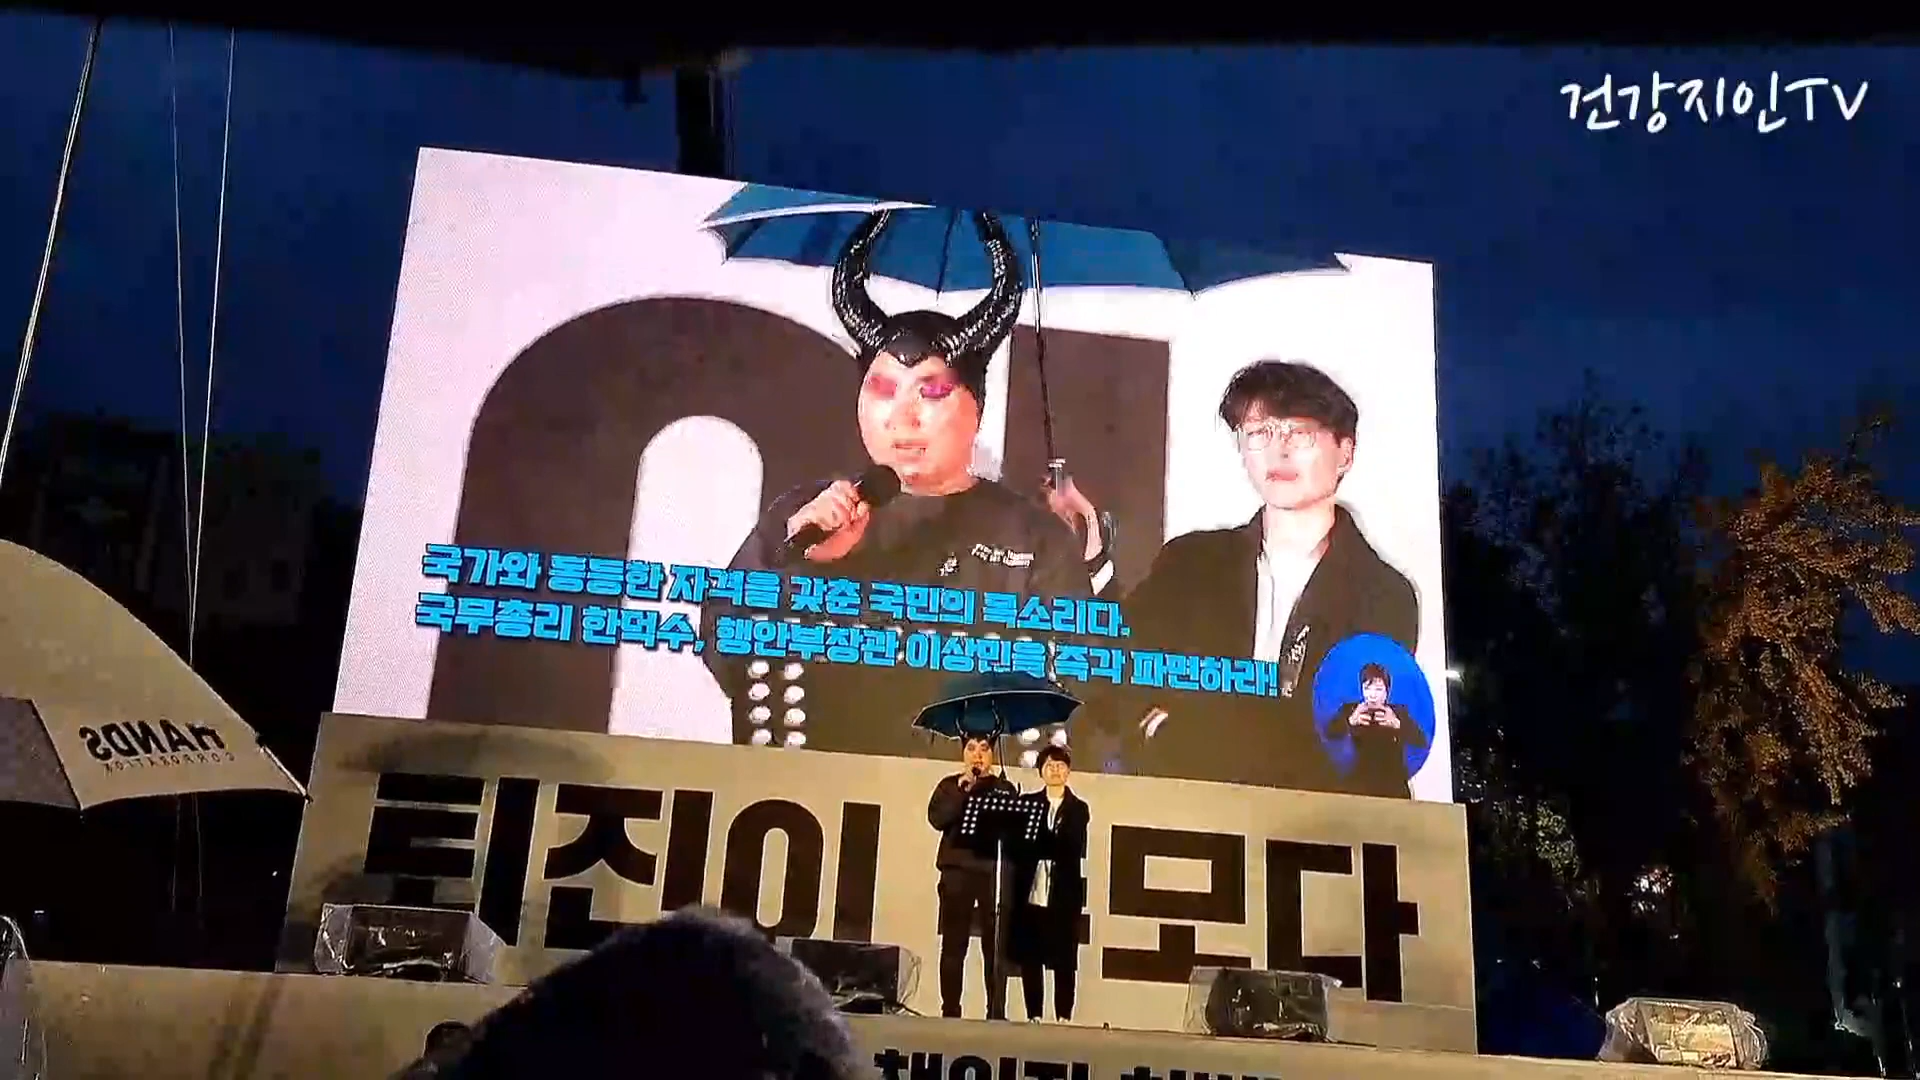 건강지인TV
국가와 동등한 자격을 갖춘 국민의 목소리다.
국무총리 한덕수, 행안부장관 이상민을 즉각 파면하라!
HANDS
CORPORATION
퇴진이 추모다